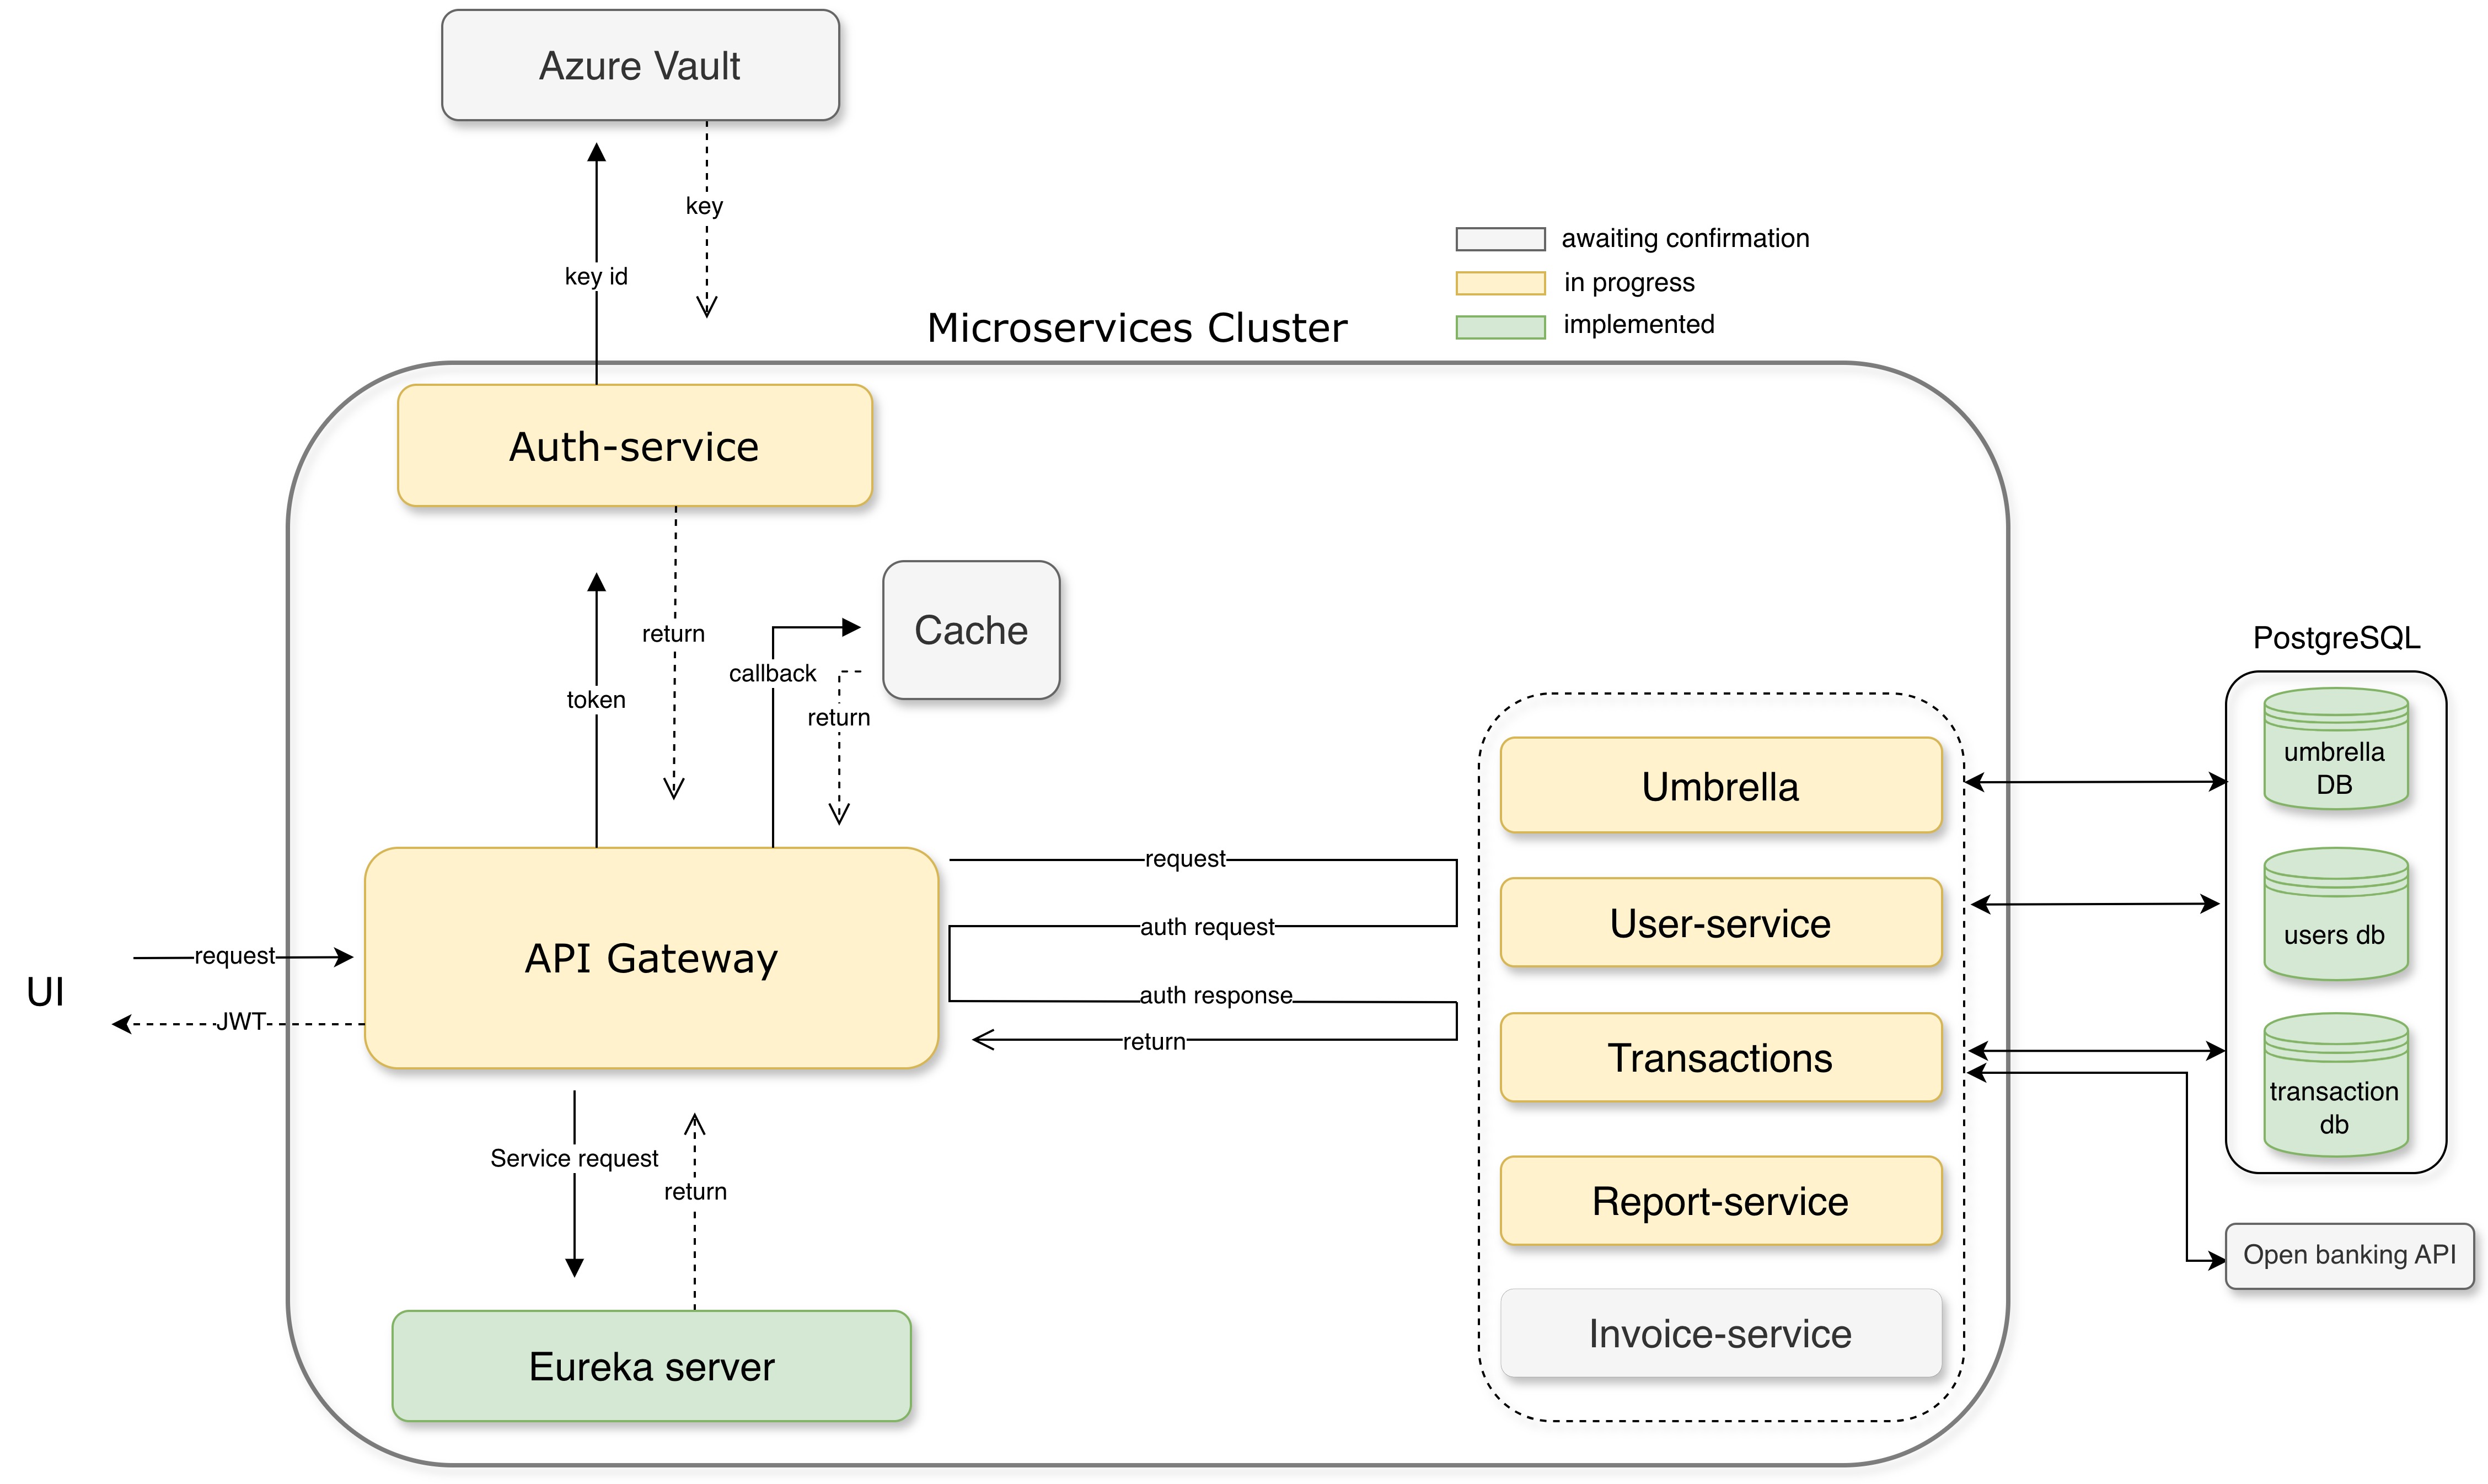 Azure Vault
key
key id
awaiting confirmation
in progress
implemented
Microservices Cluster
Auth-service
Cache
return
callback
token
return
PostgreSQL
umbrella
DB
users db
transaction
db
Umbrella
User-service
Transactions
Report-service
Invoice-service
request
auth request
auth response
return
API Gateway
request
UI
JWT
Service request
return
Eureka server
Open banking API